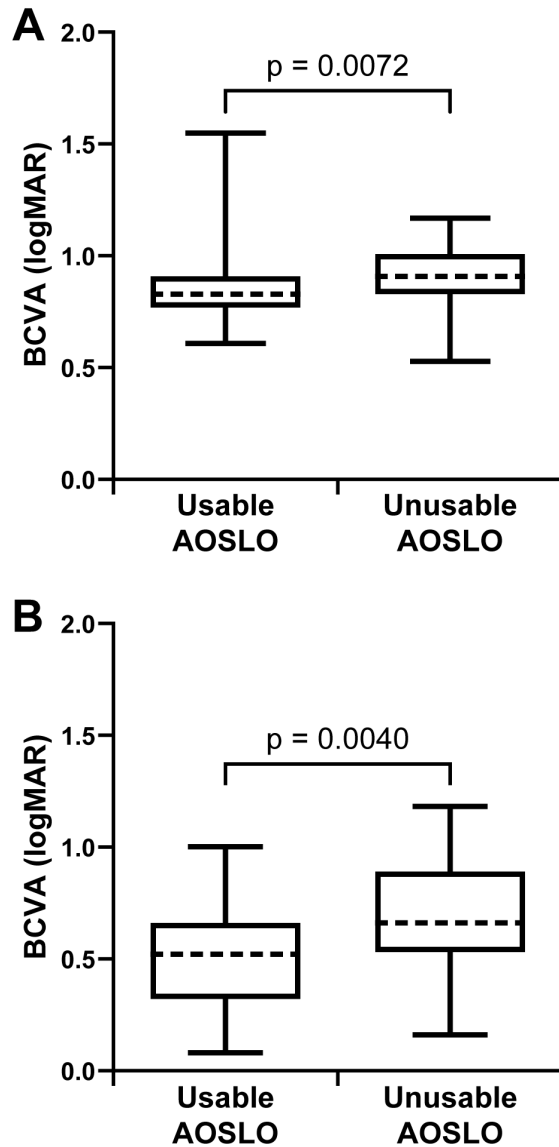 A
2.0
p = 0.0072
1.5
1.0
0.5
0.0
BCVA (logMAR)
Usable
AOSLO
Unusable
AOSLO
B
2.0
1.5
p = 0.0040
1.0
0.5
0.0
BCVA (logMAR)
Usable
AOSLO
Unusable
AOSLO